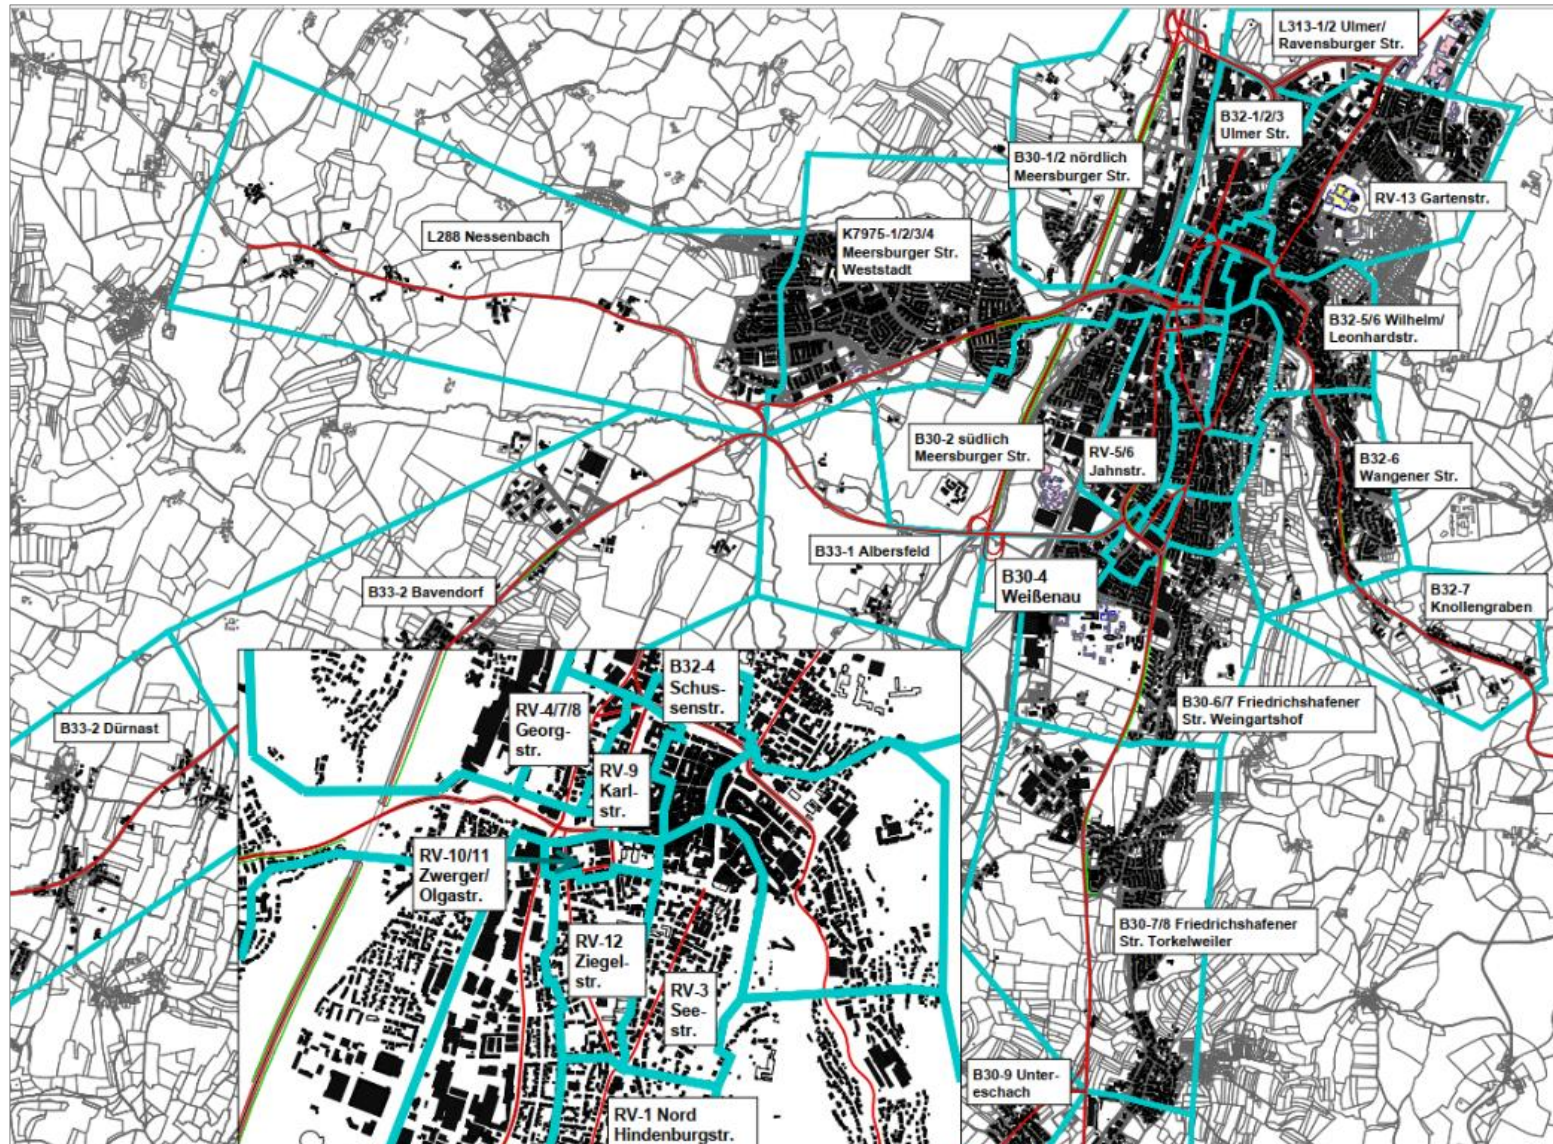 L313-1/2 Ulmer/
Ravensburger Str.
B32-1/2/3
Ulmer Str.
B30-1/2 nördlich
Meersburger Str.
RV-13 Gartenstr.
L288 Nessenbach
K7975-1/2/3/4
Meersburger Str.
Weststadt
B32-5/6 Wilhelm/
Leonhardstr.
B30-2 südlich
Meersburger Str.
RV-5/6
Jahnstr.
B32-6
Wangener Str.
B33-1 Albersfeld
B30-4
Weißenau
B33-2 Bavendorf
B32-7
Knollengraben
B30-6/7 Friedrichshafener
Str. Weingartshof
B33-2 Dürnast
B32-4
Schus-
senstr.
RV-4/7/8
Georg-
str.
RV-9
Karl-
str.
RV-10/11
Zwerger/
Olgastr.
RV-12
Ziegel-
str.
RV-3
See-
str.
B30-7/8 Friedrichshafener
Str. Torkelweiler
B30-9 Unter-
eschach
RV-1 Nord
Hindenburgstr.